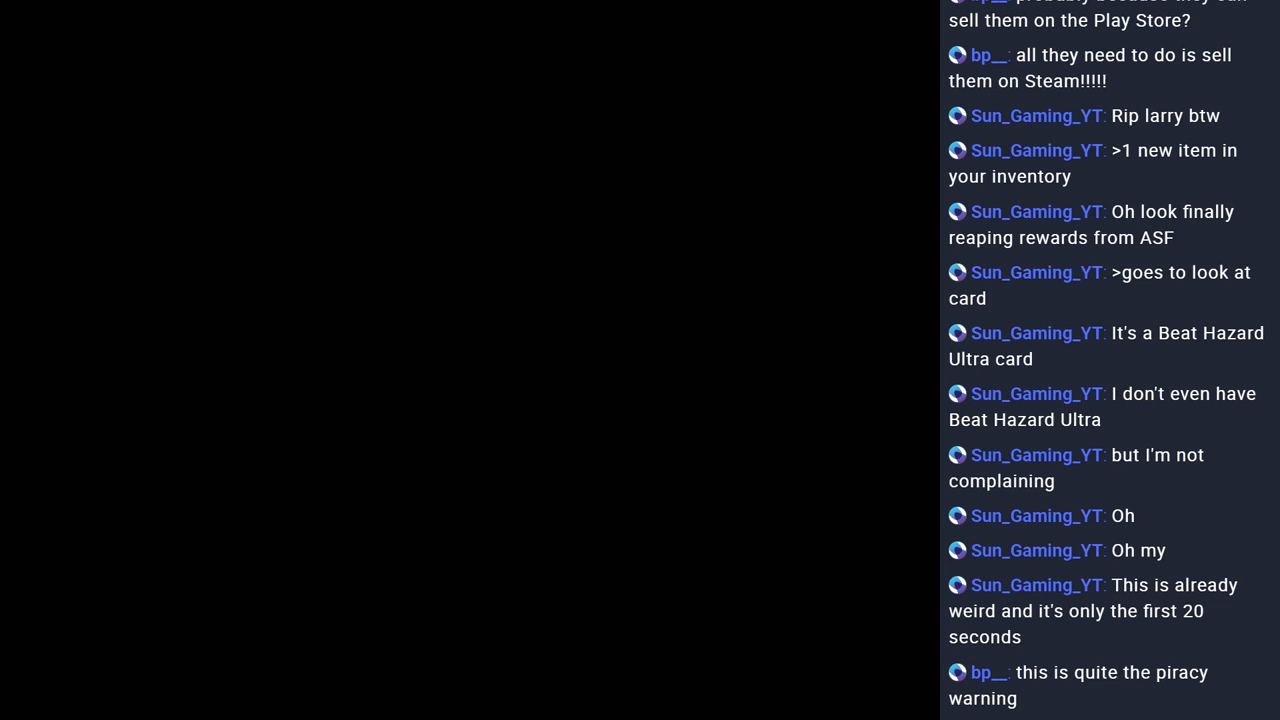 sell them on the Play Store?
bp__: all they need to do is sell
them on Steam!!!!!
Sun_Gaming_YT: Rip larry btw
Sun_Gaming_YT: >1 new item in
your inventory
Sun_Gaming_YT: Oh look finally
reaping rewards from ASF
Sun_Gaming_YT: >goes to look at
card
Sun_Gaming_YT: It's a Beat Hazard
Ultra card
Sun_Gaming_YT: I don't even have
Beat Hazard Ultra
Sun_Gaming_YT: but I'm not
complaining
Sun_Gaming_YT: Oh
Sun_Gaming_YT: Oh my
Sun_Gaming_YT: This is already
weird and it's only the first 20
seconds
bp__: this is quite the piracy
warning